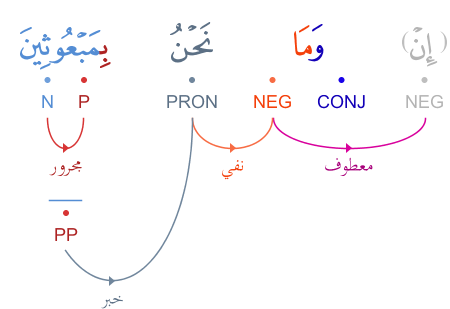 (إِنْ) وَمَا نَحْنُ بِمَبْعُوثِينَ
N P PRON NEG CONJ NEG
معطوف نفي مجرور
PP
خبر